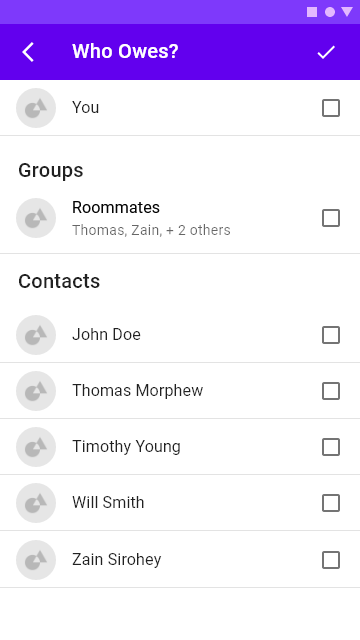 Who Owes?
You
Groups
Roommates
Thomas, Zain, + 2 others
Contacts
John Doe
Thomas Morphew
Timothy Young
Will Smith
Zain Sirohey